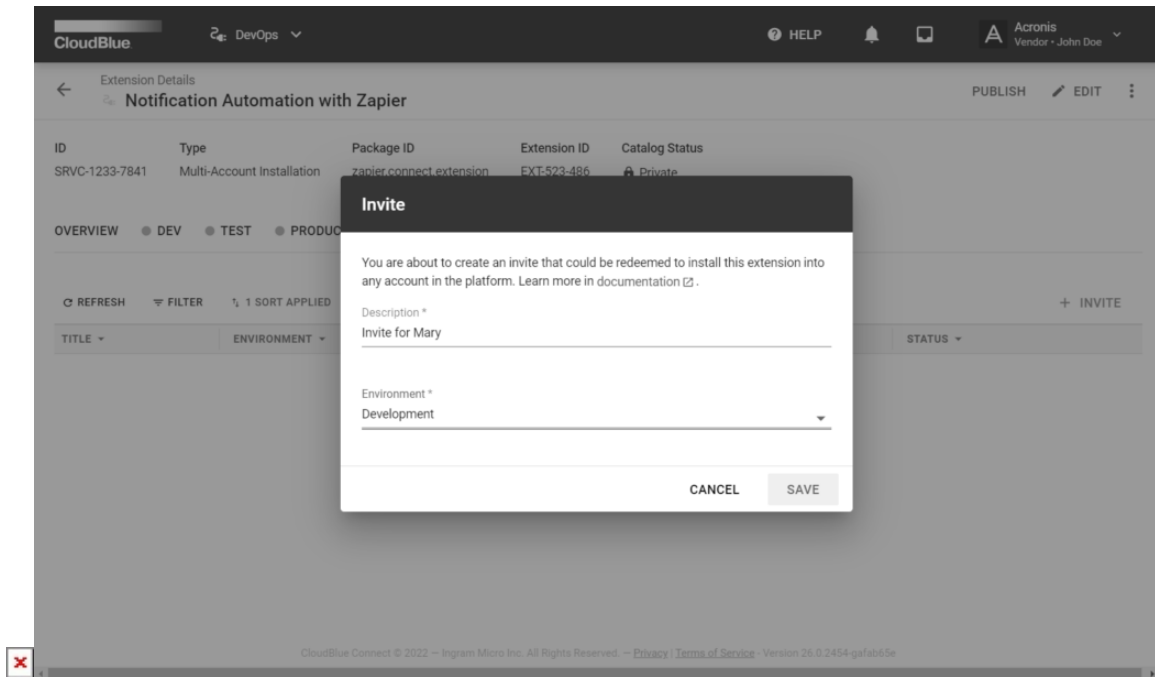 CloudBlue
DevOps
HELP
Acronis
Vendor • John Doe
Extension Details
Notification Automation with Zapier
PUBLISH
EDIT
ID
Type
Package ID
Extension ID
Catalog Status
SRVC-1233-7841
Multi-Account Installation
zapier.connect.extension
EXT-523-486
Private
Invite
OVERVIEW
DEV
TEST
PRODUC
You are about to create an invite that could be redeemed to install this extension into
any account in the platform. Learn more in documentation.
Description *
Invite for Mary
REFRESH
FILTER
1 SORT APPLIED
+ INVITE
TITLE
ENVIRONMENT
STATUS
Environment *
Development
CANCEL
SAVE
CloudBlue Connect © 2022 — Ingram Micro Inc. All Rights Reserved. — Privacy | Terms of Service - Version 26.0.2454-gafab65e